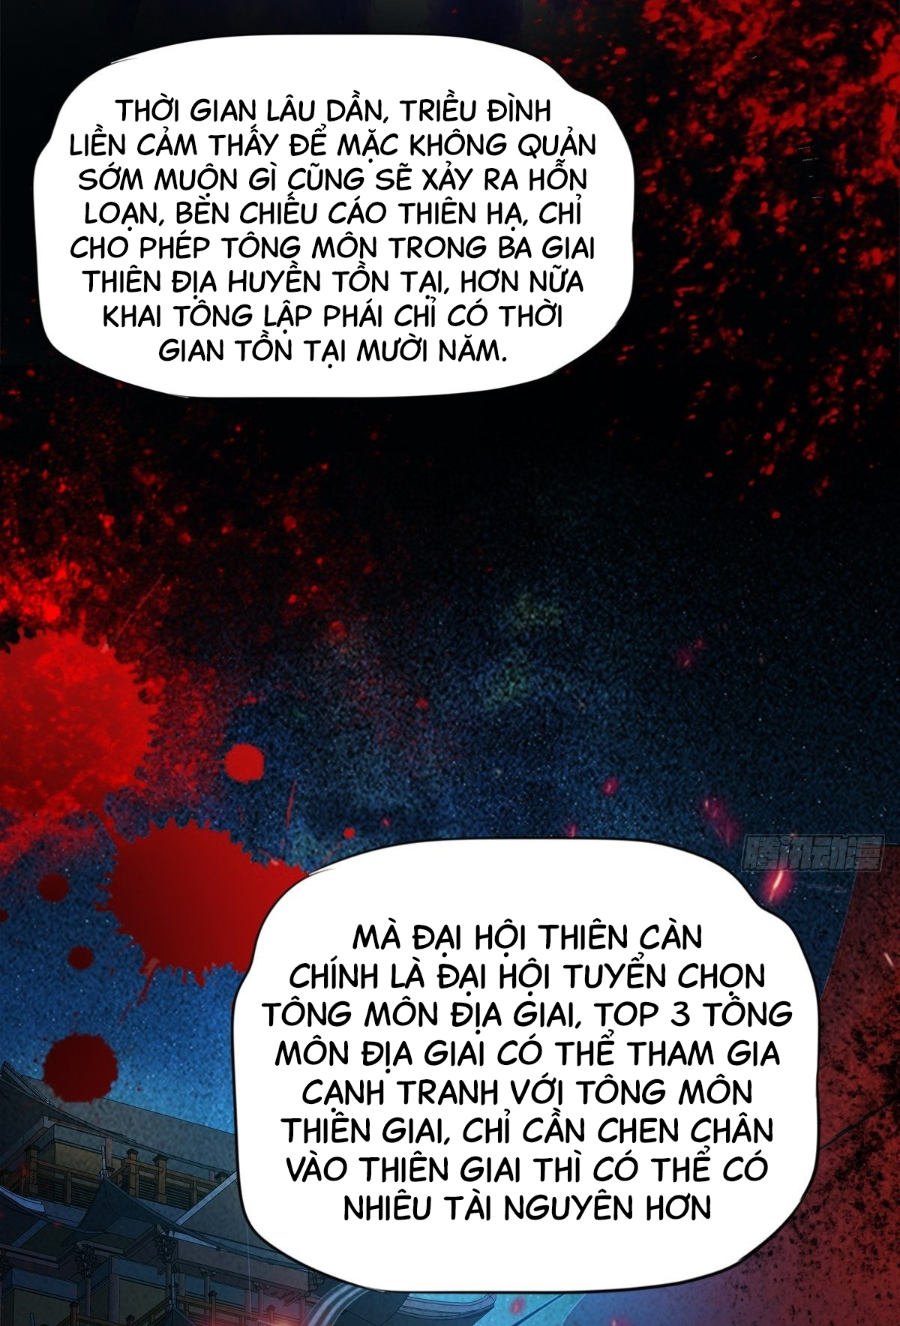 THỜI GIAN LÂU DẦN, TRIỀU ĐÌNH
LIỀN CẢM THẤY ĐỂ MẶC KHÔNG QUẢN
SỚM MUỘN GÌ CŨNG SẼ XẢY RA HỖN
LOẠN, BÈN CHIẾU CÁO THIÊN HẠ, CHỈ
CHO PHÉP TÔNG MÔN TRONG BA GIAI
THIÊN ĐỊA HUYỀN TỒN TẠI, HƠN NỮA
KHAI TÔNG LẬP PHÁI CHỈ CÓ THỜI
GIAN TỒN TẠI MƯỜI NĂM.
腾讯动漫
MÀ ĐẠI HỘI THIÊN CÀN
CHÍNH LÀ ĐẠI HỘI TUYỂN CHỌN
TÔNG MÔN ĐỊA GIAI, TOP 3 TÔNG
MÔN ĐỊA GIAI CÓ THỂ THAM GIA
CẠNH TRANH VỚI TÔNG MÔN
THIÊN GIAI, CHỈ CẦN CHEN CHÂN
VÀO THIÊN GIAI THÌ CÓ THỂ CÓ
NHIÊU TÀI NGUYÊN HƠN